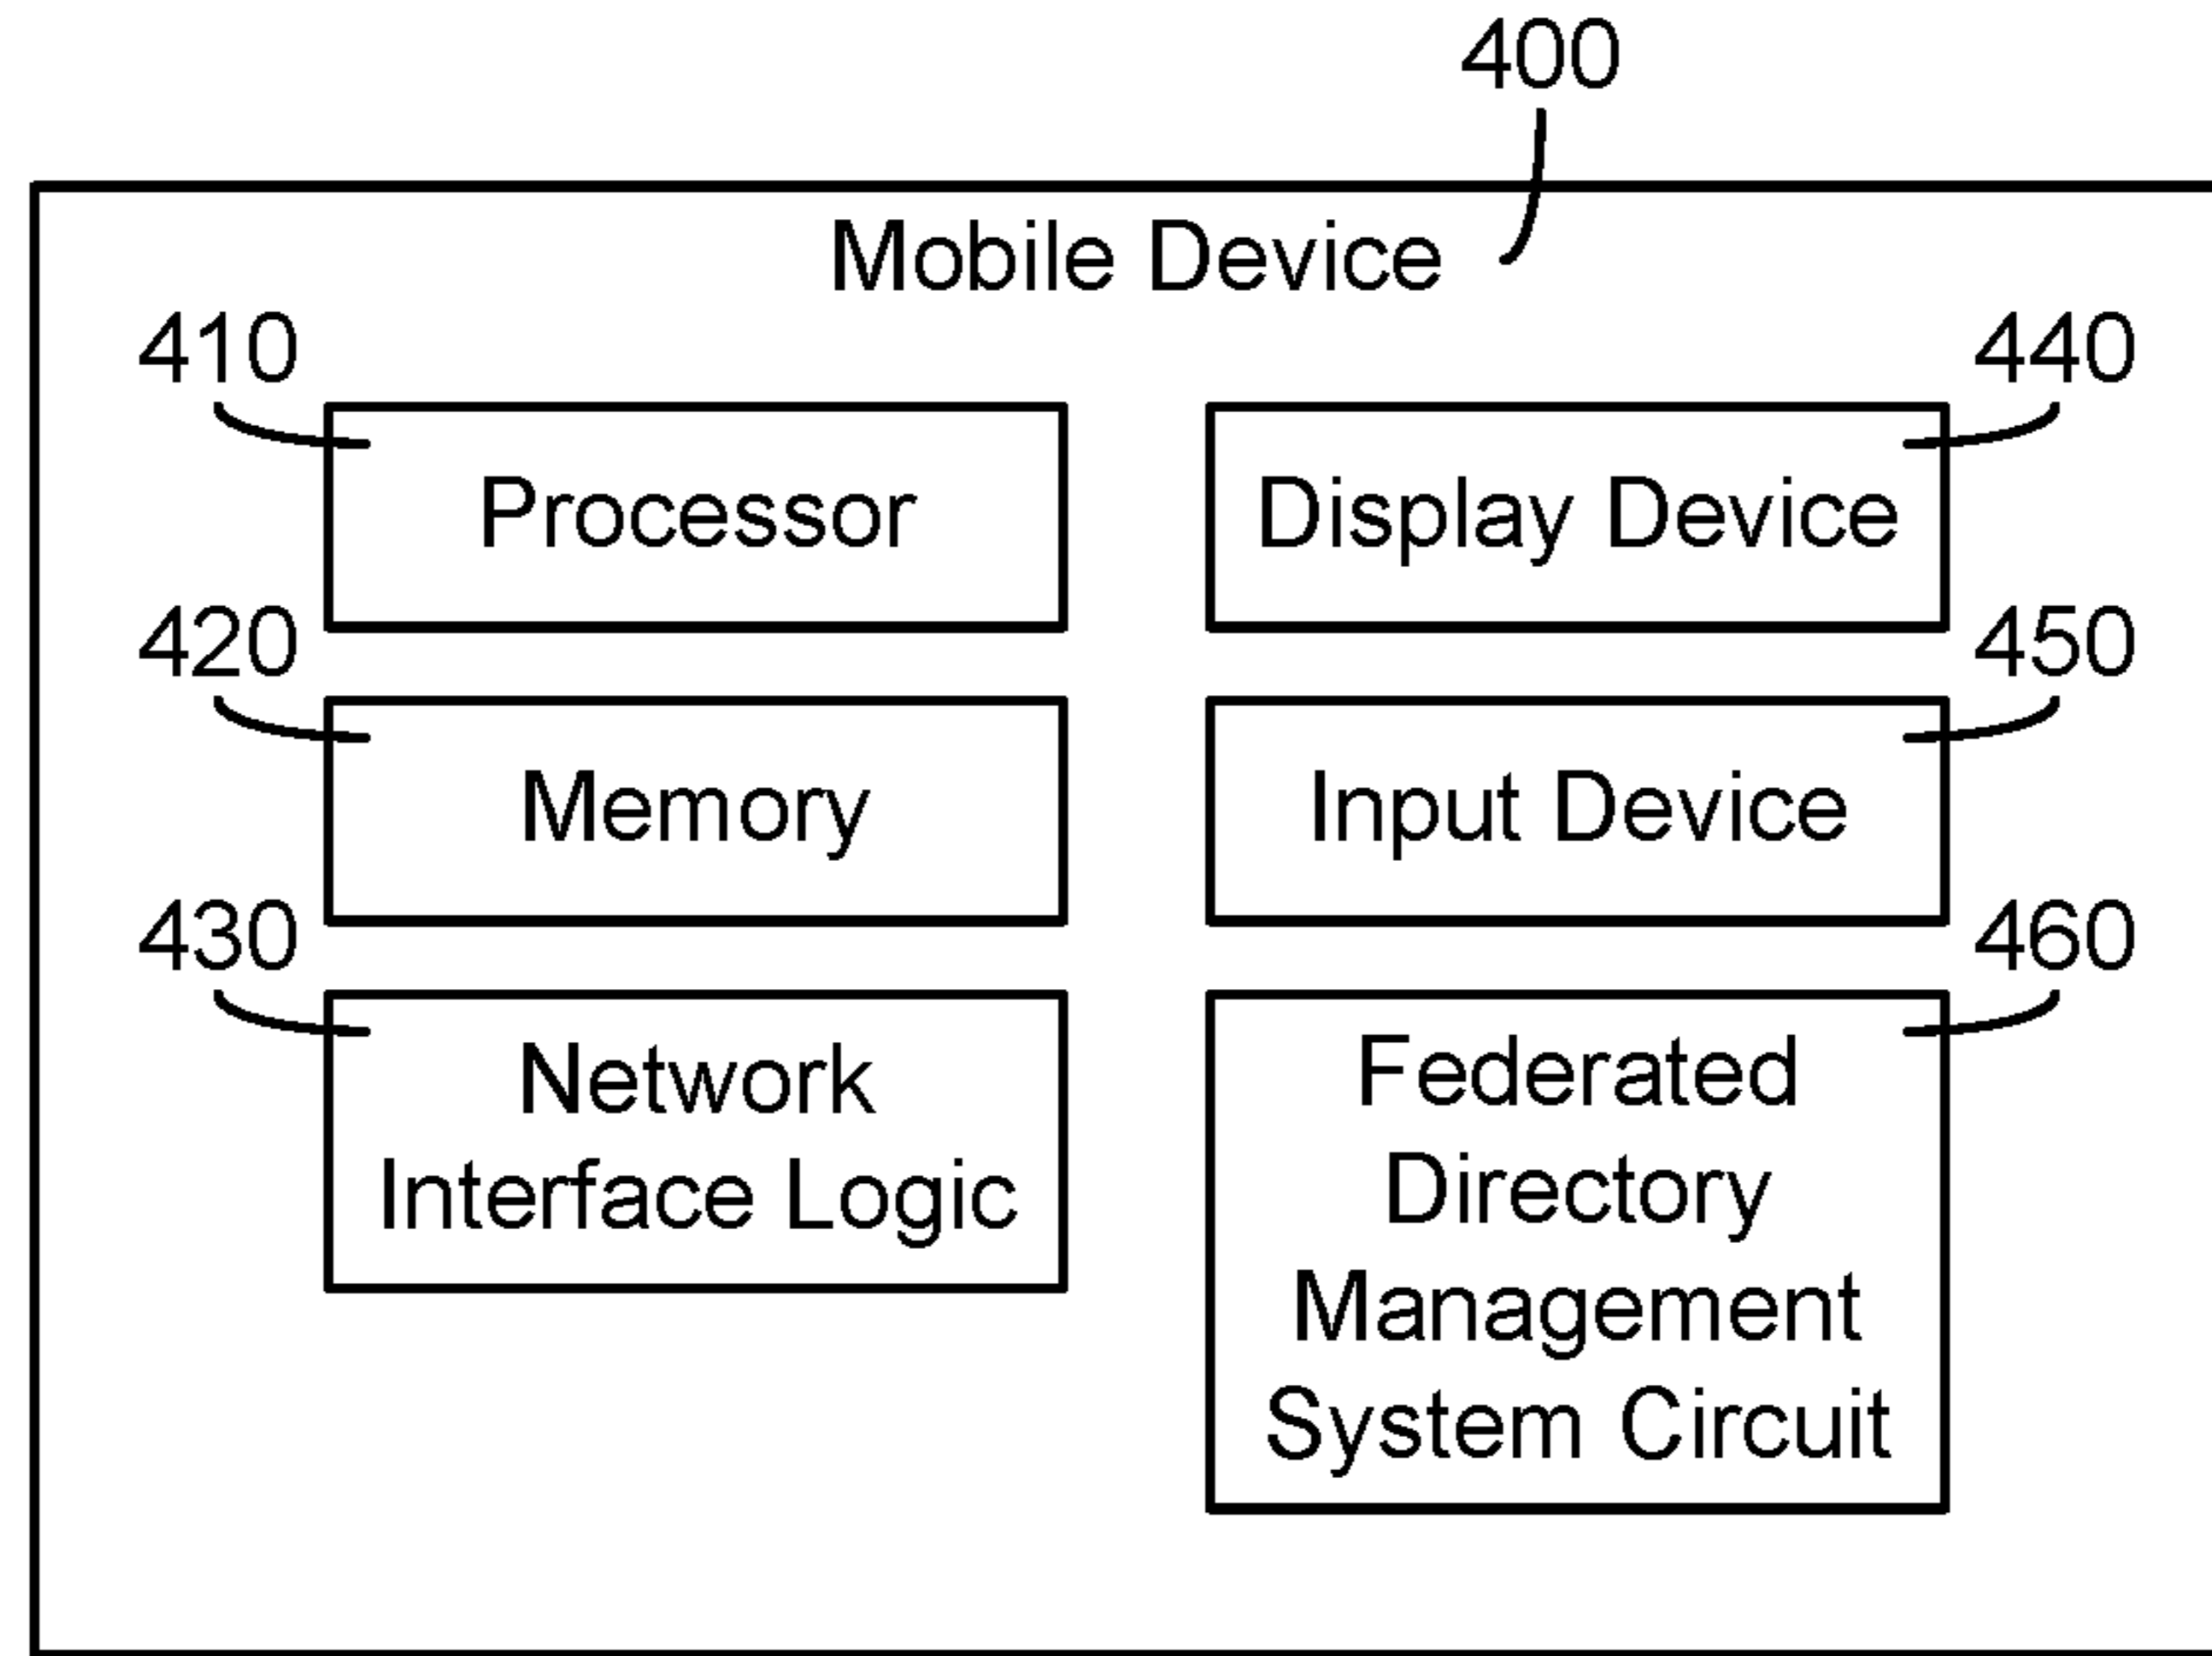 400
Mobile Device
410
Processor
440
Display Device
420
Memory
450
Input Device
430
Network
Interface Logic
460
Federated
Directory
Management
System Circuit